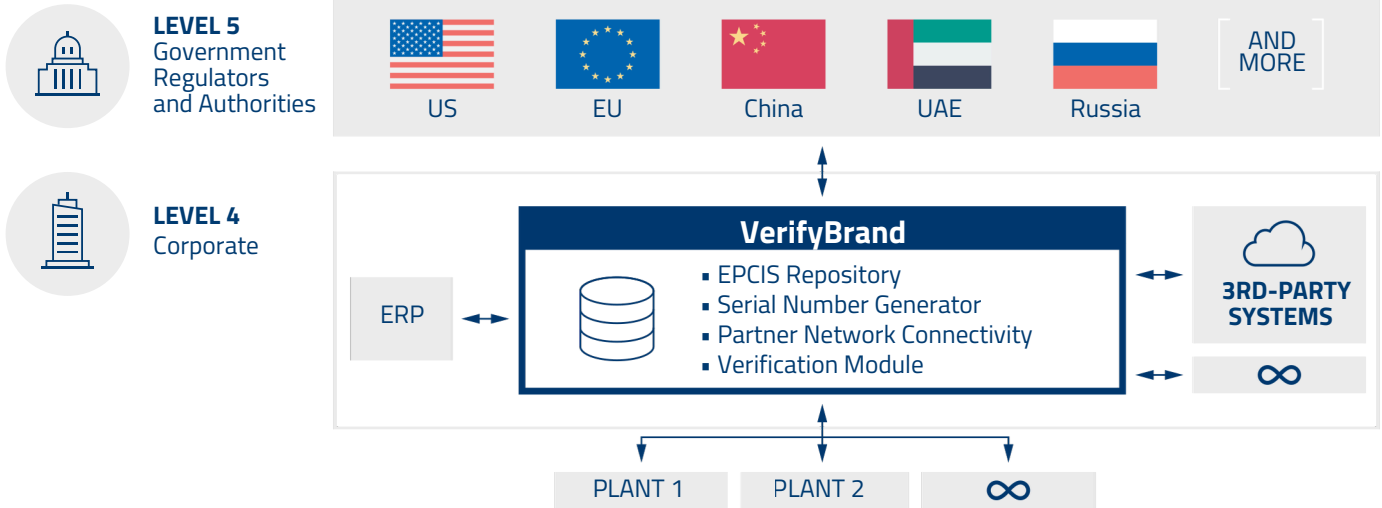 LEVEL 5
Government
Regulators
and Authorities
US
EU
China
UAE
Russia
AND
MORE
LEVEL 4
Corporate
ERP
VerifyBrand
▪ EPCIS Repository
▪ Serial Number Generator
▪ Partner Network Connectivity
▪ Verification Module
3RD-PARTY
SYSTEMS
∞
PLANT 1
PLANT 2
∞